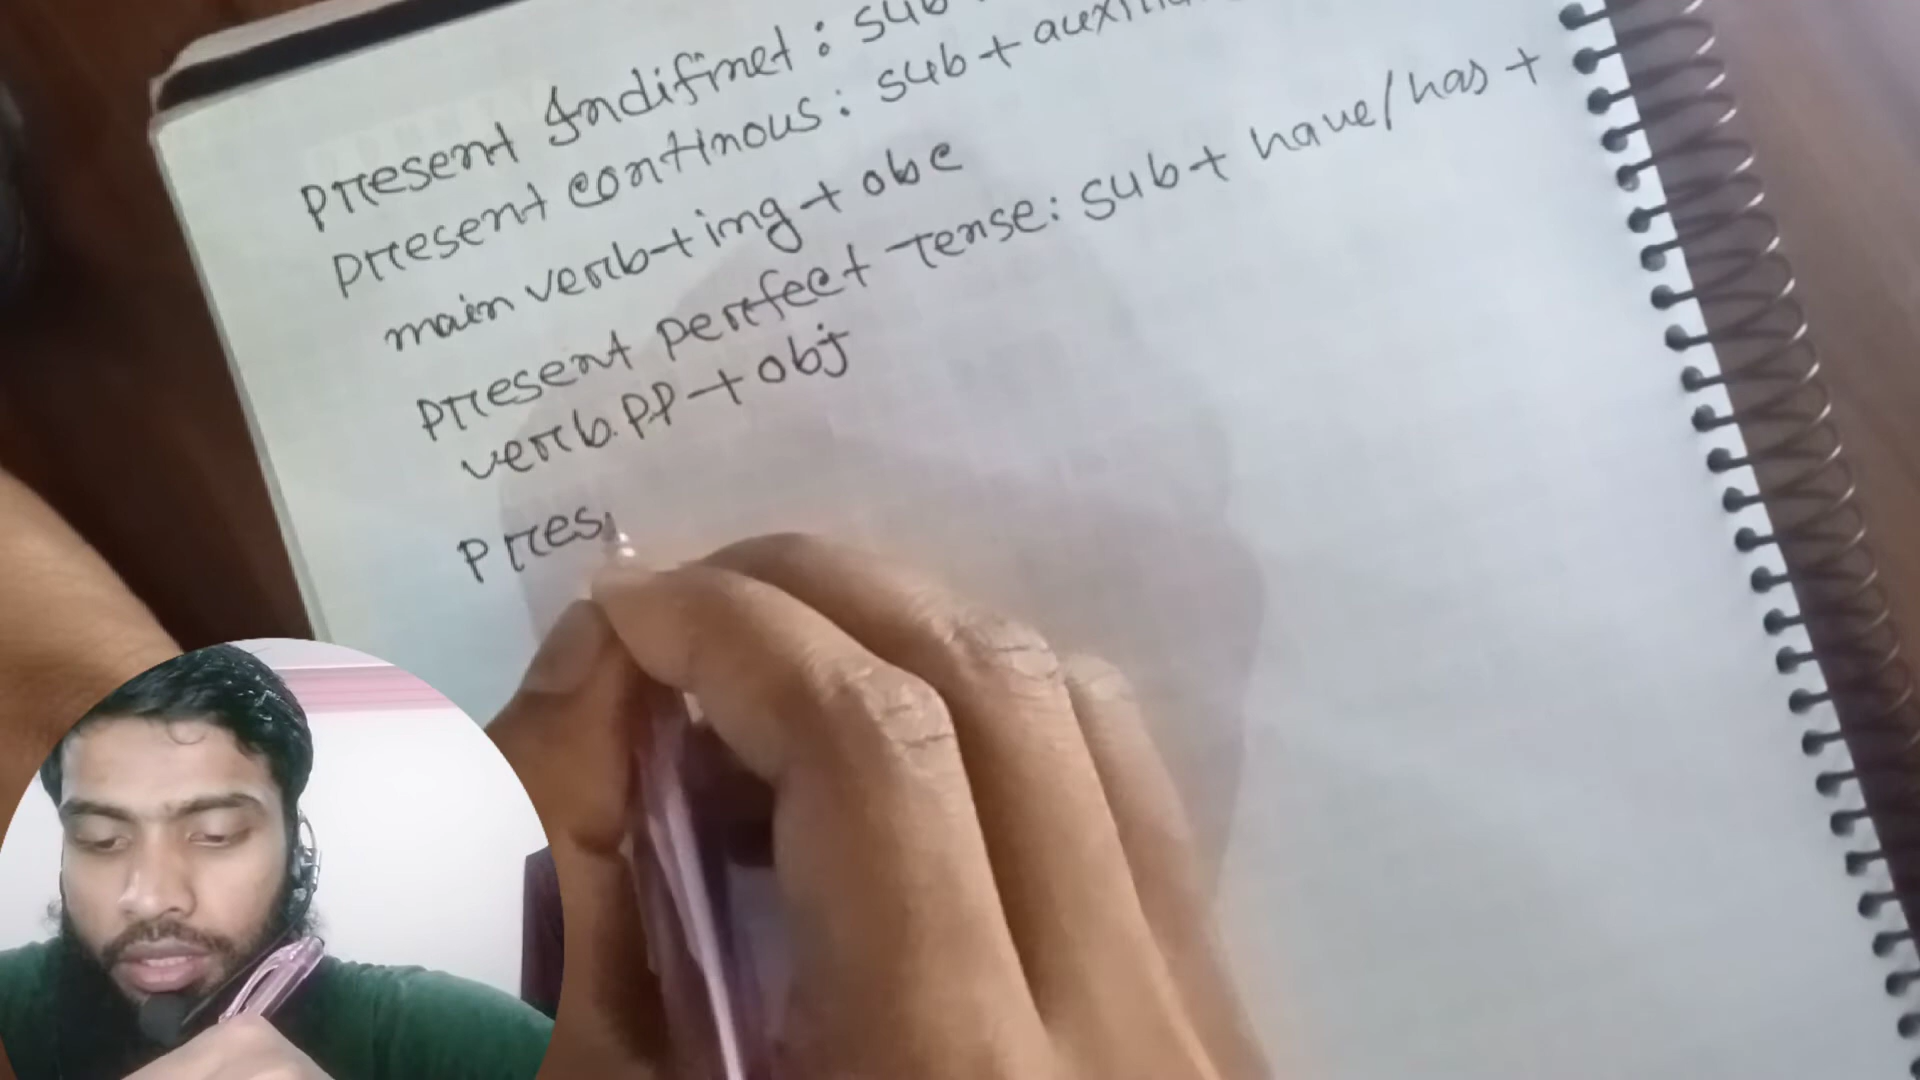 Present Indifinet : sub
Present continous : sub + auxili
main verb + ing + obe
Present perfect tense: sub + have/has +
verb.pp + obj
Pres